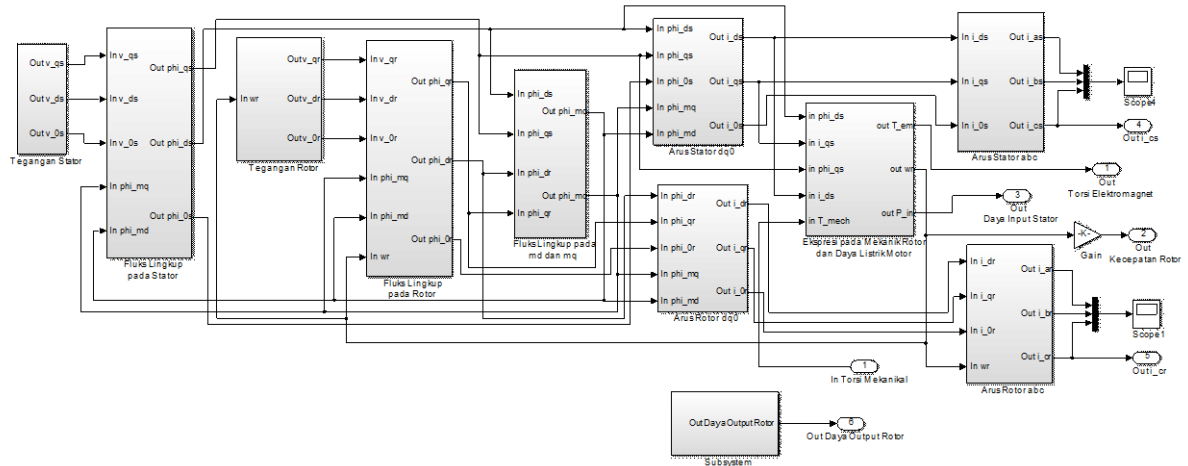 Out v_qs
Out v_ds
Out v_0s
Tegangan Stator
In v_qs
In v_ds
In v_0s
In phi_mq
In phi_md
Out phi_qs
Out phi_ds
Out phi_0s
Fluks Lingkup
pada Stator
In wr
Out v_qr
Out v_dr
Out v_0r
Tegangan Rotor
In v_qr
In v_dr
In v_0r
In phi_mq
In phi_md
In wr
Out phi_qr
Out phi_dr
Out phi_0r
Fluks Lingkup
pada Rotor
In phi_ds
In phi_qs
In phi_dr
In phi_qr
Out phi_md
Out phi_mq
Fluks Lingkup pada
md dan mq
In phi_ds
In phi_qs
In phi_0s
In phi_mq
In phi_md
Out i_ds
Out i_qs
Out i_0s
Arus Stator dq0
In phi_dr
In phi_qr
In phi_0r
In phi_mq
In phi_md
Out i_dr
Out i_qr
Out i_0r
Arus Rotor dq0
in phi_ds
in i_qs
in phi_qs
in i_ds
in T_mech
out T_em
out wr
out P_in
Ekspresi pada Mekanik Rotor
dan Daya Listrik Motor
In i_ds
In i_qs
In i_0s
Out i_as
Out i_bs
Out i_cs
Arus Stator abc
Scope4
4
Out i_cs
1
Out
Torsi Elektromagnet
3
Out
Daya Input Stator
-K-
Gain
2
Out
Kecepatan Rotor
In i_dr
In i_qr
In i_0r
In wr
Out i_ar
Out i_br
Out i_cr
Arus Rotor abc
Scope1
5
Out i_cr
1
In Torsi Mekanikal
Out Daya Output Rotor
Subsystem
6
Out Daya Output Rotor